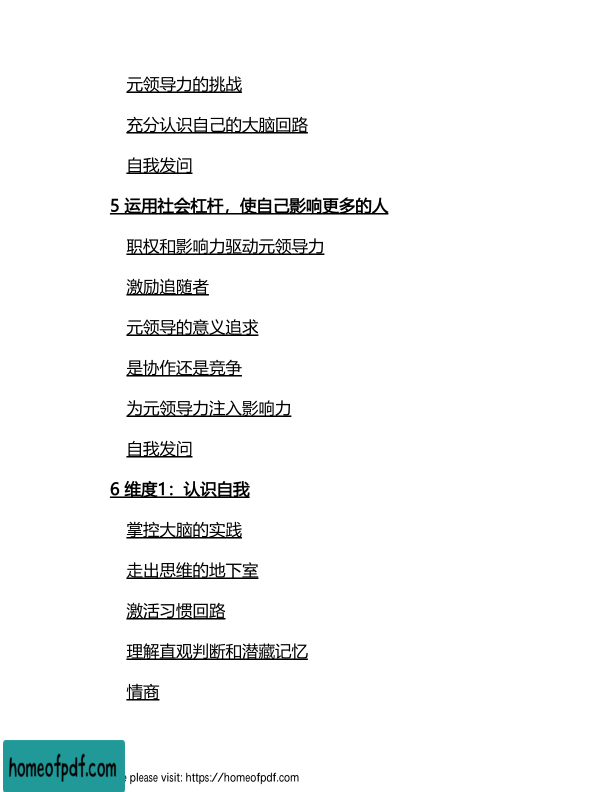 元领导力的挑战
充分认识自己的大脑回路
自我发问
5 运用社会杠杆，使自己影响更多的人
职权和影响力驱动元领导力
激励追随者
元领导的意义追求
是协作还是竞争
为元领导力注入影响力
自我发问
6 维度1：认识自我
掌控大脑的实践
走出思维的地下室
激活习惯回路
理解直观判断和潜藏记忆
情商
homeofpdf.com
please visit: https://homeofpdf.com